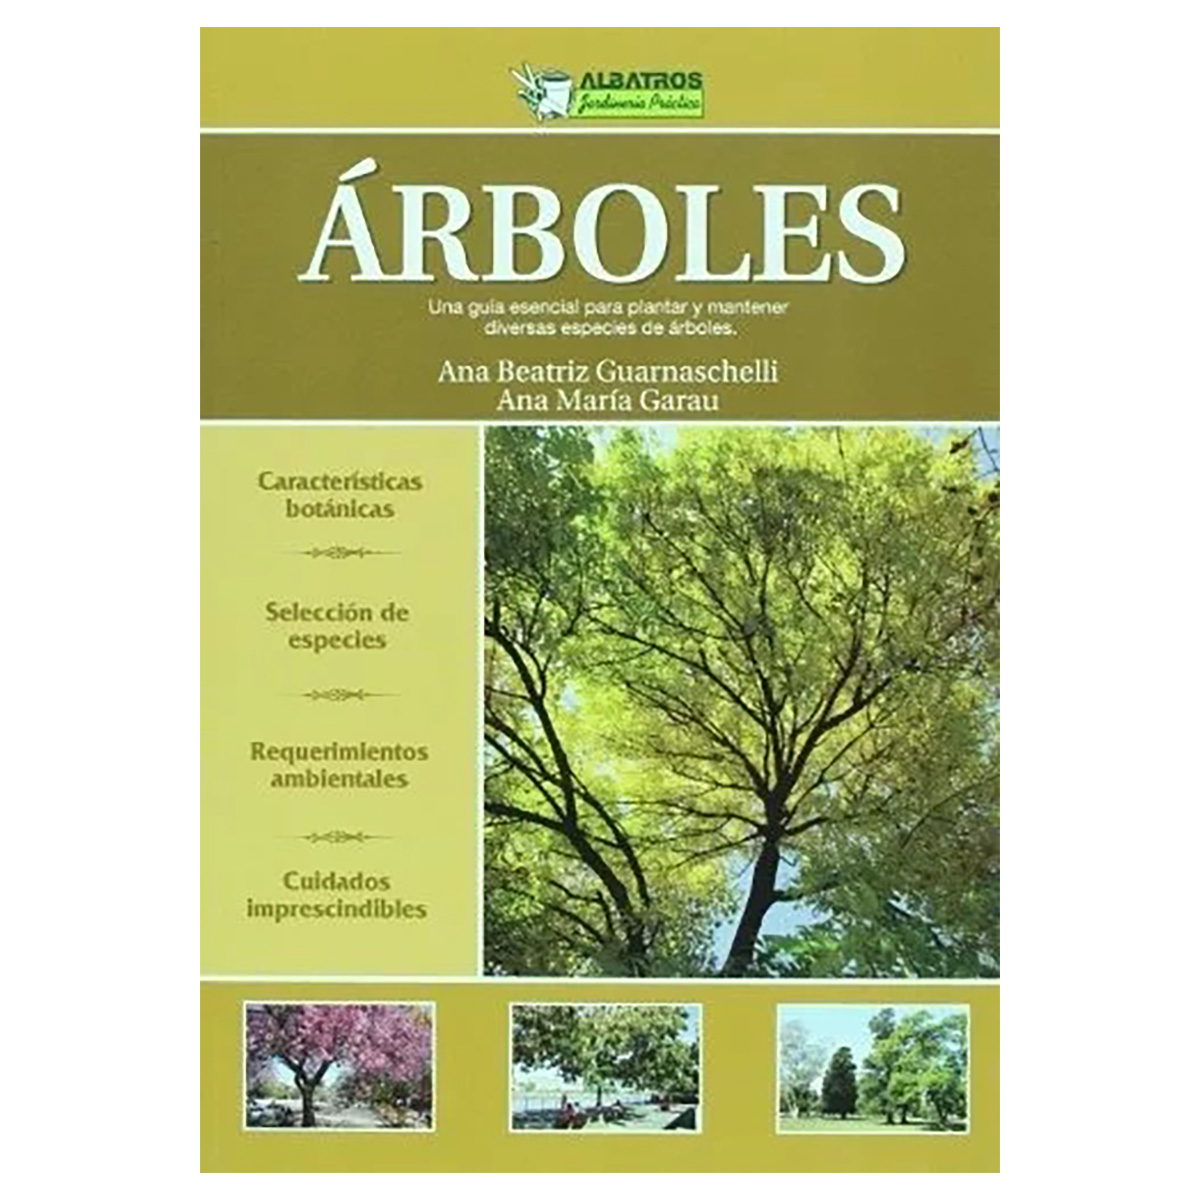 ALBATROS
Jardinería Práctica
ÁRBOLES
Una guía esencial para plantar y mantener
diversas especies de árboles.
Ana Beatriz Guarnaschelli
Ana María Garau
Características
botánicas
Selección de
especies
Requerimientos
ambientales
Cuidados
imprescindibles